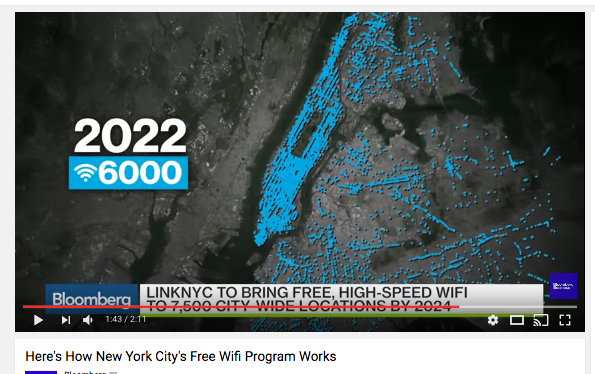 2022
6000
Bloomberg
LINKNYC TO BRING FREE, HIGH-SPEED WIFI
TO 7,500 CITY-WIDE LOCATIONS BY 2024
1:43 / 2:11
Here's How New York City's Free Wifi Program Works
Bloomberg